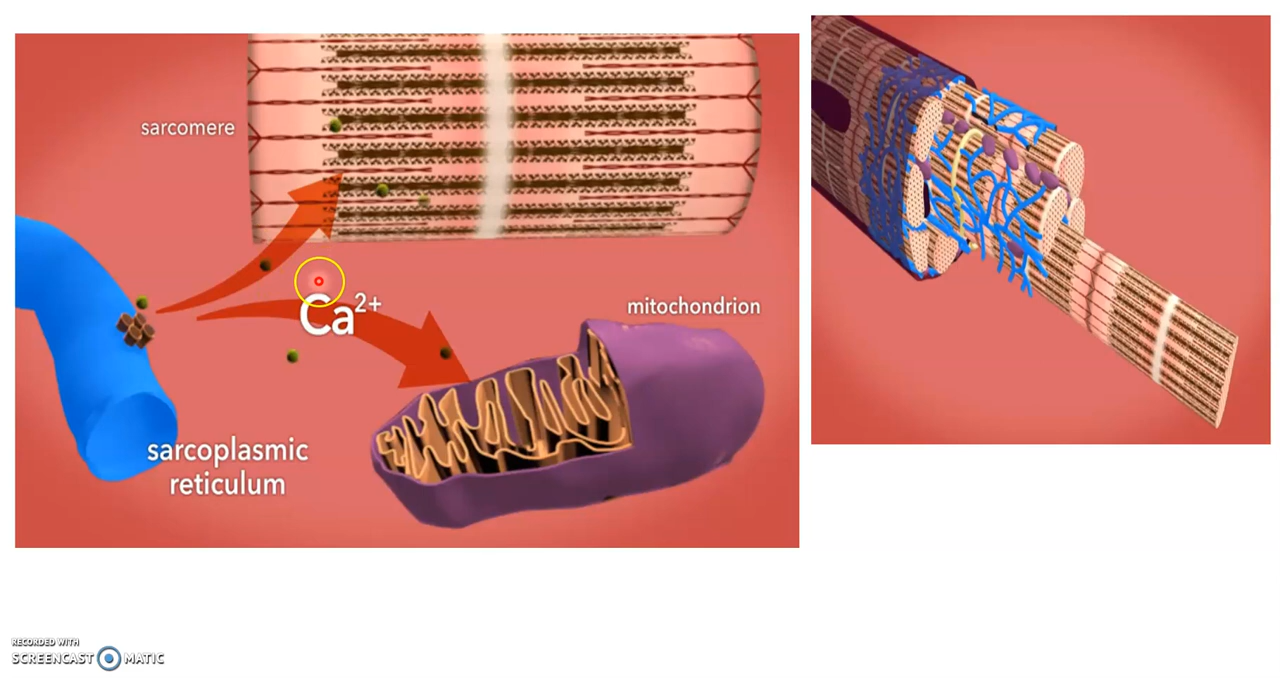 sarcomere
Ca2+
mitochondrion
sarcoplasmic
reticulum
RECORDED WITH
SCREENCAST MATIC